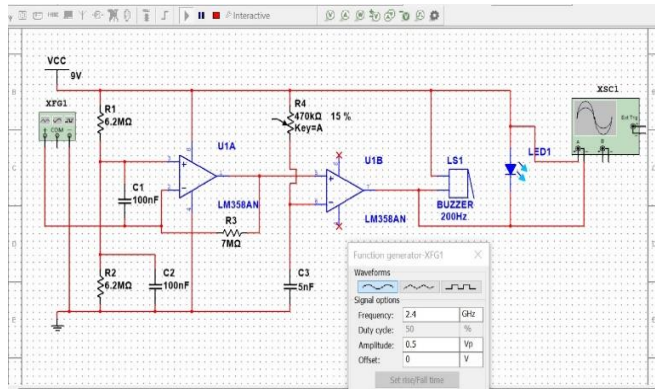 Interactive
VCC
9V
XFG1
COM
R1
6.2MΩ
R4
470kΩ 15 %
Key=A
XSC1
Ext Trig
U1A
U1B
LS1
LED1
C1
100nF
LM358AN
LM358AN
BUZZER
200Hz
R3
7MΩ
R2
6.2MΩ
C2
100nF
C3
5nF
Function generator-XFG1
Waveforms
Signal options
Frequency: 2.4 GHz
Duty cycle: 50 %
Amplitude: 0.5 Vp
Offset: 0 V
Set rise/Fall time